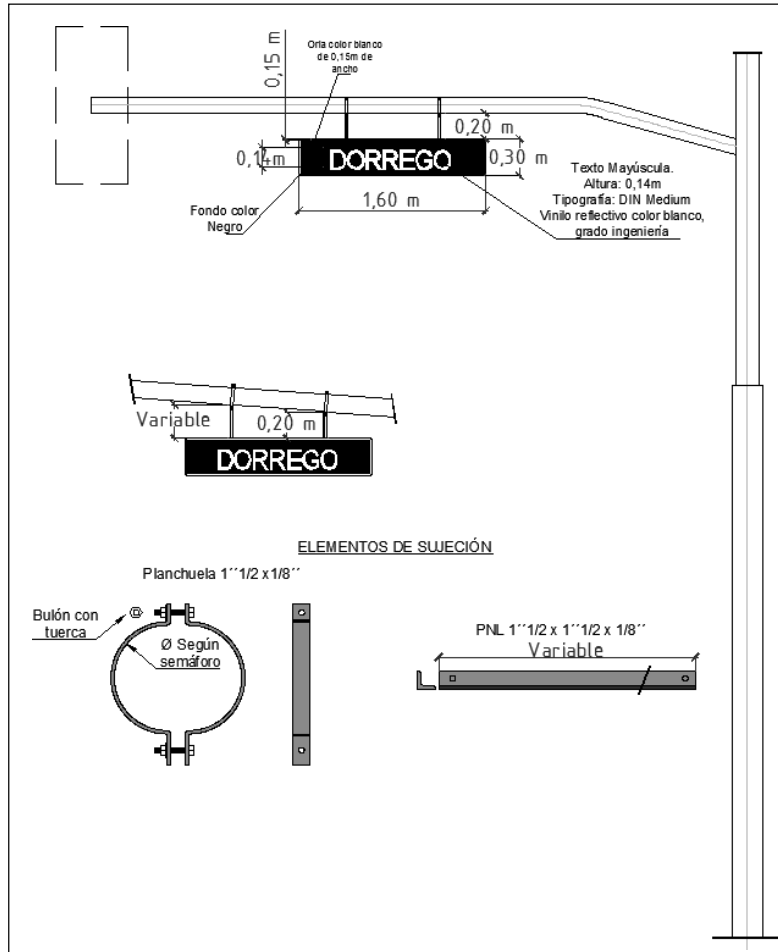 0,15 m
Orla color blanco
de 0,15m de
ancho
0,20 m
0,14m
DORREGO
0,30 m
1,60 m
Fondo color
Negro
Texto Mayúscula.
Altura: 0,14m
Tipografía: DIN Medium
Vinilo reflectivo color blanco,
grado ingeniería
Variable
0,20 m
DORREGO
ELEMENTOS DE SUJECIÓN
Planchuela 1´´1/2 x 1/8´´
Bulón con
tuerca
Ø Según
semáforo
PNL 1´´1/2 x 1´´1/2 x 1/8´´
Variable